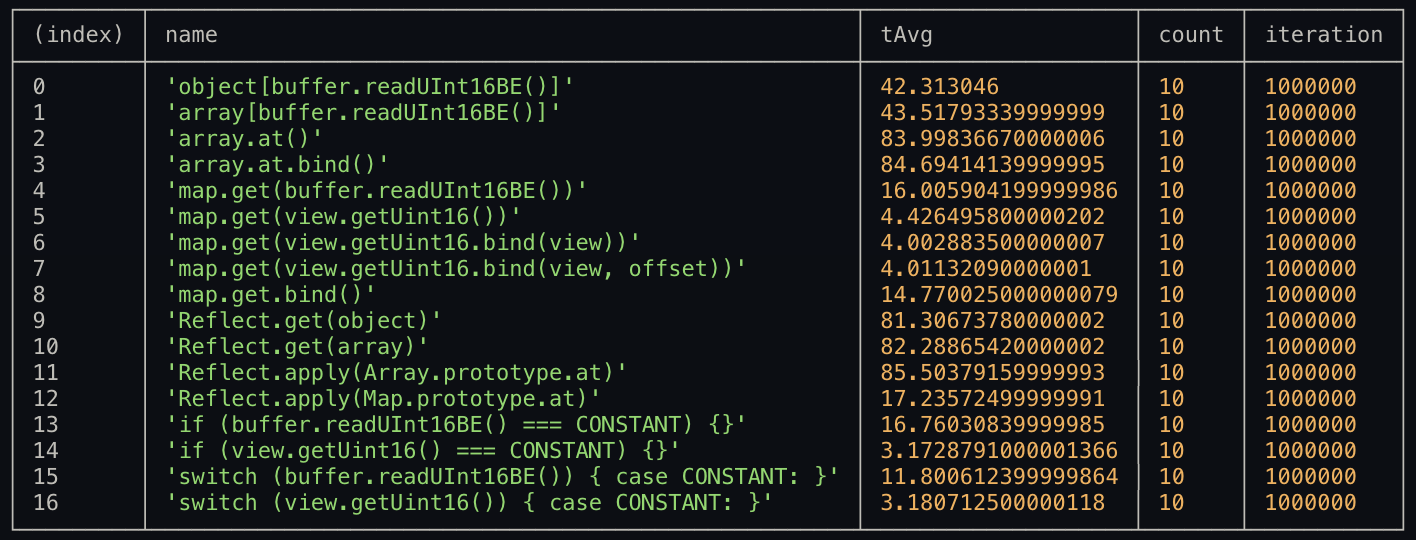 (index) name tAvg count iteration
0 'object[buffer.readUInt16BE()]' 42.313046 10 1000000
1 'array[buffer.readUInt16BE()]' 43.51793339999999 10 1000000
2 'array.at()' 83.99836670000006 10 1000000
3 'array.at.bind()' 84.69414139999995 10 1000000
4 'map.get(buffer.readUInt16BE())' 16.005904199999986 10 1000000
5 'map.get(view.getUint16())' 4.426495800000202 10 1000000
6 'map.get(view.getUint16.bind(view))' 4.002883500000007 10 1000000
7 'map.get(view.getUint16.bind(view, offset))' 4.01132090000001 10 1000000
8 'map.get.bind()' 14.770025000000079 10 1000000
9 'Reflect.get(object)' 81.30673780000002 10 1000000
10 'Reflect.get(array)' 82.28865420000002 10 1000000
11 'Reflect.apply(Array.prototype.at)' 85.50379159999993 10 1000000
12 'Reflect.apply(Map.prototype.at)' 17.23572499999991 10 1000000
13 'if (buffer.readUInt16BE() === CONSTANT) {}' 16.76030839999985 10 1000000
14 'if (view.getUint16() === CONSTANT) {}' 3.1728791000001366 10 1000000
15 'switch (buffer.readUInt16BE()) { case CONSTANT: }' 11.800612399999864 10 1000000
16 'switch (view.getUint16()) { case CONSTANT: }' 3.180712500000118 10 1000000